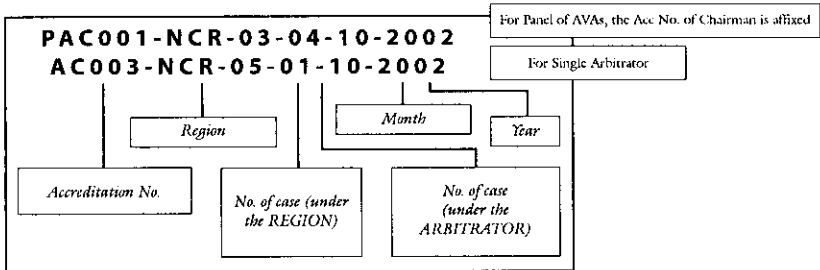 For Panel of AVAs, the Acc No. of Chairman is affixed
PAC001-NCR-03-04-10-2002
AC003-NCR-05-01-10-2002
For Single Arbitrator
Region
Month
Year
Accreditation No.
No. of case (under
the REGION)
No. of case
(under the
ARBITRATOR)